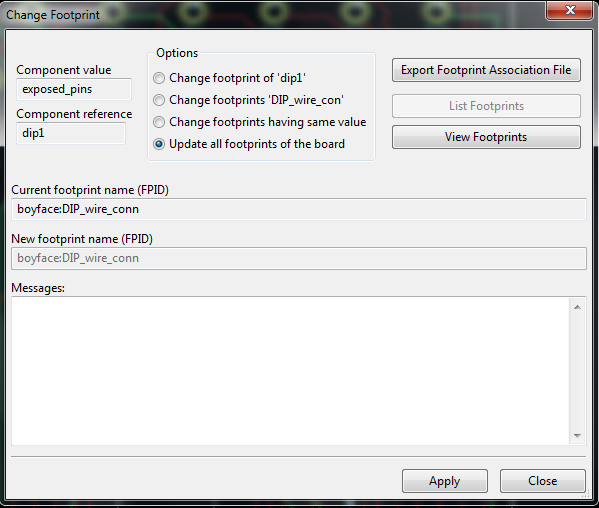 Change Footprint
Component value
exposed_pins
Component reference
dip1
Options
Change footprint of 'dip1'
Change footprints 'DIP_wire_con'
Change footprints having same value
Update all footprints of the board
Export Footprint Association File
List Footprints
View Footprints
Current footprint name (FPID)
boyface:DIP_wire_conn
New footprint name (FPID)
boyface:DIP_wire_conn
Messages:
Apply
Close